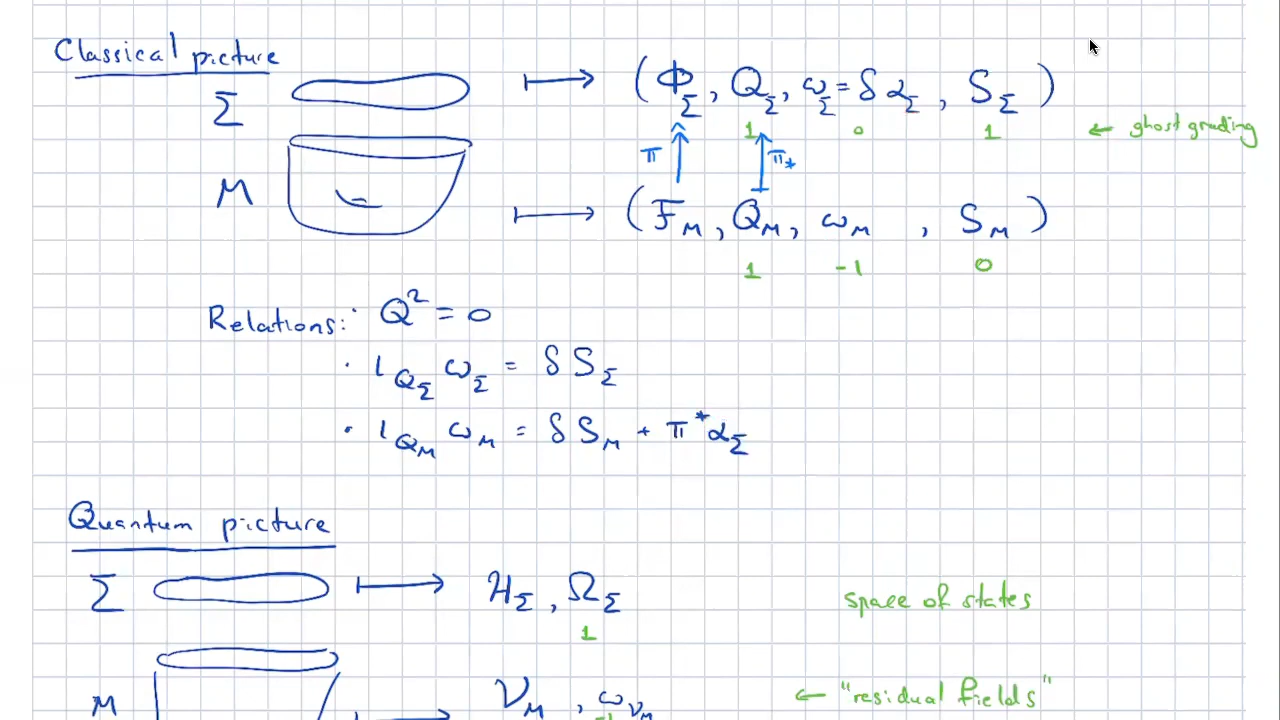 Classical picture
Σ ⟼ (Φ_Σ, Q_Σ, ω_Σ = δα_Σ, S_Σ)
1 0 1 ← ghost grading
π π_*
M ⟼ (F_M, Q_M, ω_M, S_M)
1 -1 0
Relations: · Q² = 0
· ι_{Q_Σ} ω_Σ = δS_Σ
· ι_{Q_M} ω_M = δS_M + π^*α_Σ
Quantum picture
Σ ⟼ H_Σ, Ω_Σ space of states
1
M ⟼ V_M, ω_{V_M} ← "residual fields"
-1